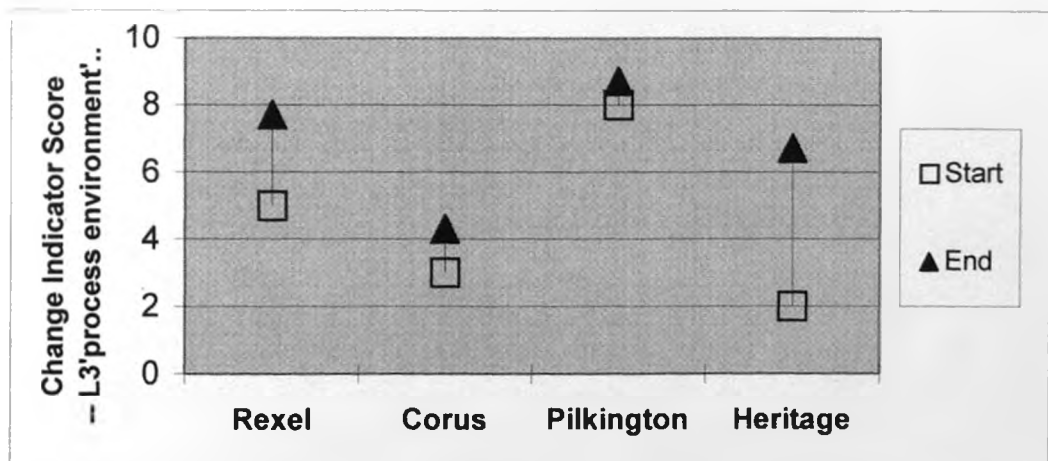 Change Indicator Score
-- L3'process environment'..
10
8
6
4
2
0
Rexel Corus Pilkington Heritage
Start
End